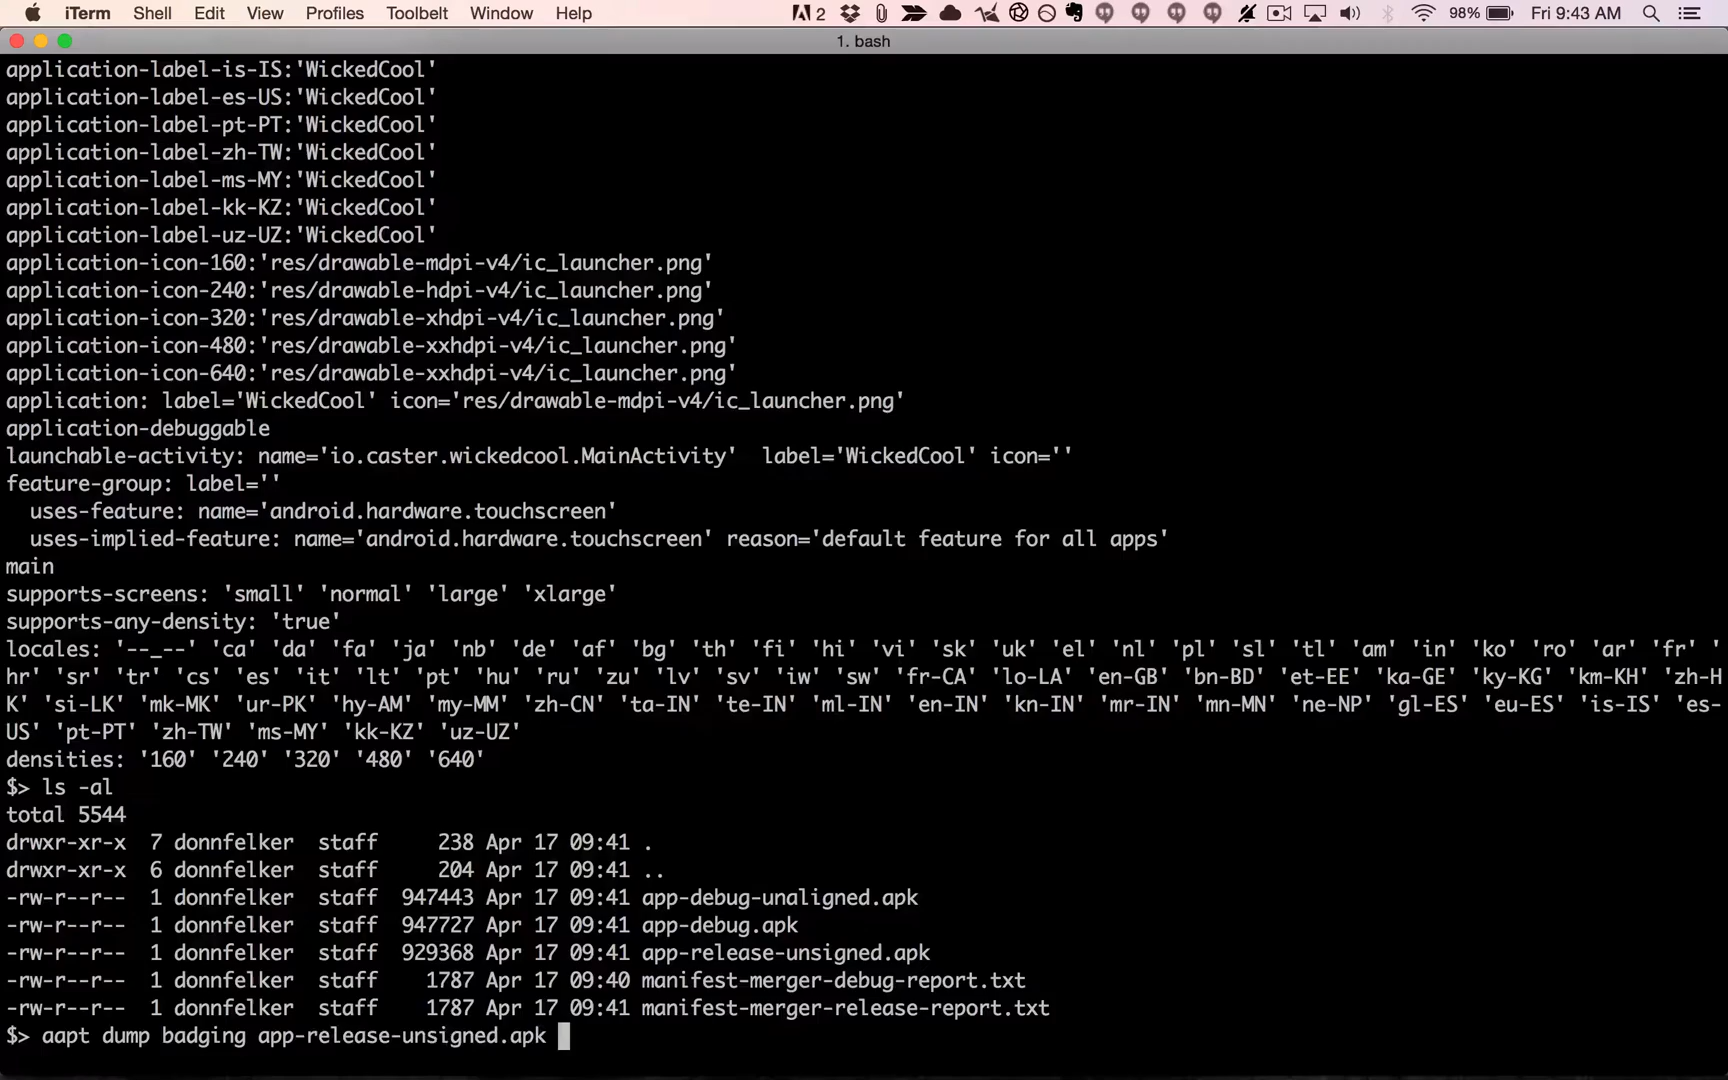 iTerm Shell Edit View Profiles Toolbelt Window Help 2 98% Fri 9:43 AM
1. bash
application-label-is-IS:'WickedCool'
application-label-es-US:'WickedCool'
application-label-pt-PT:'WickedCool'
application-label-zh-TW:'WickedCool'
application-label-ms-MY:'WickedCool'
application-label-kk-KZ:'WickedCool'
application-label-uz-UZ:'WickedCool'
application-icon-160:'res/drawable-mdpi-v4/ic_launcher.png'
application-icon-240:'res/drawable-hdpi-v4/ic_launcher.png'
application-icon-320:'res/drawable-xhdpi-v4/ic_launcher.png'
application-icon-480:'res/drawable-xxhdpi-v4/ic_launcher.png'
application-icon-640:'res/drawable-xxhdpi-v4/ic_launcher.png'
application: label='WickedCool' icon='res/drawable-mdpi-v4/ic_launcher.png'
application-debuggable
launchable-activity: name='io.caster.wickedcool.MainActivity'  label='WickedCool' icon=''
feature-group: label=''
  uses-feature: name='android.hardware.touchscreen'
  uses-implied-feature: name='android.hardware.touchscreen' reason='default feature for all apps'
main
supports-screens: 'small' 'normal' 'large' 'xlarge'
supports-any-density: 'true'
locales: '--_--' 'ca' 'da' 'fa' 'ja' 'nb' 'de' 'af' 'bg' 'th' 'fi' 'hi' 'vi' 'sk' 'uk' 'el' 'nl' 'pl' 'sl' 'tl' 'am' 'in' 'ko' 'ro' 'ar' 'fr' '
hr' 'sr' 'tr' 'cs' 'es' 'it' 'lt' 'pt' 'hu' 'ru' 'zu' 'lv' 'sv' 'iw' 'sw' 'fr-CA' 'lo-LA' 'en-GB' 'bn-BD' 'et-EE' 'ka-GE' 'ky-KG' 'km-KH' 'zh-H
K' 'si-LK' 'mk-MK' 'ur-PK' 'hy-AM' 'my-MM' 'zh-CN' 'ta-IN' 'te-IN' 'ml-IN' 'en-IN' 'kn-IN' 'mr-IN' 'mn-MN' 'ne-NP' 'gl-ES' 'eu-ES' 'is-IS' 'es-
US' 'pt-PT' 'zh-TW' 'ms-MY' 'kk-KZ' 'uz-UZ'
densities: '160' '240' '320' '480' '640'
$> ls -al
total 5544
drwxr-xr-x  7 donnfelker  staff     238 Apr 17 09:41 .
drwxr-xr-x  6 donnfelker  staff     204 Apr 17 09:41 ..
-rw-r--r--  1 donnfelker  staff  947443 Apr 17 09:41 app-debug-unaligned.apk
-rw-r--r--  1 donnfelker  staff  947727 Apr 17 09:41 app-debug.apk
-rw-r--r--  1 donnfelker  staff  929368 Apr 17 09:41 app-release-unsigned.apk
-rw-r--r--  1 donnfelker  staff    1787 Apr 17 09:40 manifest-merger-debug-report.txt
-rw-r--r--  1 donnfelker  staff    1787 Apr 17 09:41 manifest-merger-release-report.txt
$> aapt dump badging app-release-unsigned.apk